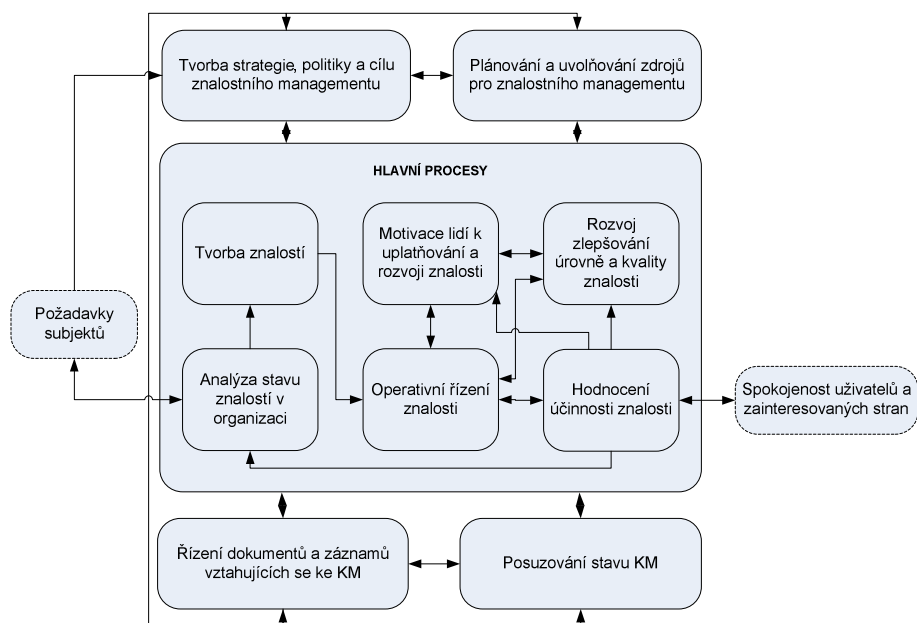 Tvorba strategie, politiky a cílu
znalostního managementu
Plánování a uvolňování zdrojů
pro znalostního managementu
HLAVNÍ PROCESY
Tvorba znalostí
Motivace lidí k
uplatňování a
rozvoji znalosti
Rozvoj
zlepšování
úrovně a kvality
znalosti
Požadavky
subjektů
Analýza stavu
znalostí v
organizaci
Operativní řízení
znalosti
Hodnocení
účinnosti znalosti
Spokojenost uživatelů a
zainteresovaných stran
Řízení dokumentů a záznamů
vztahujících se ke KM
Posuzování stavu KM